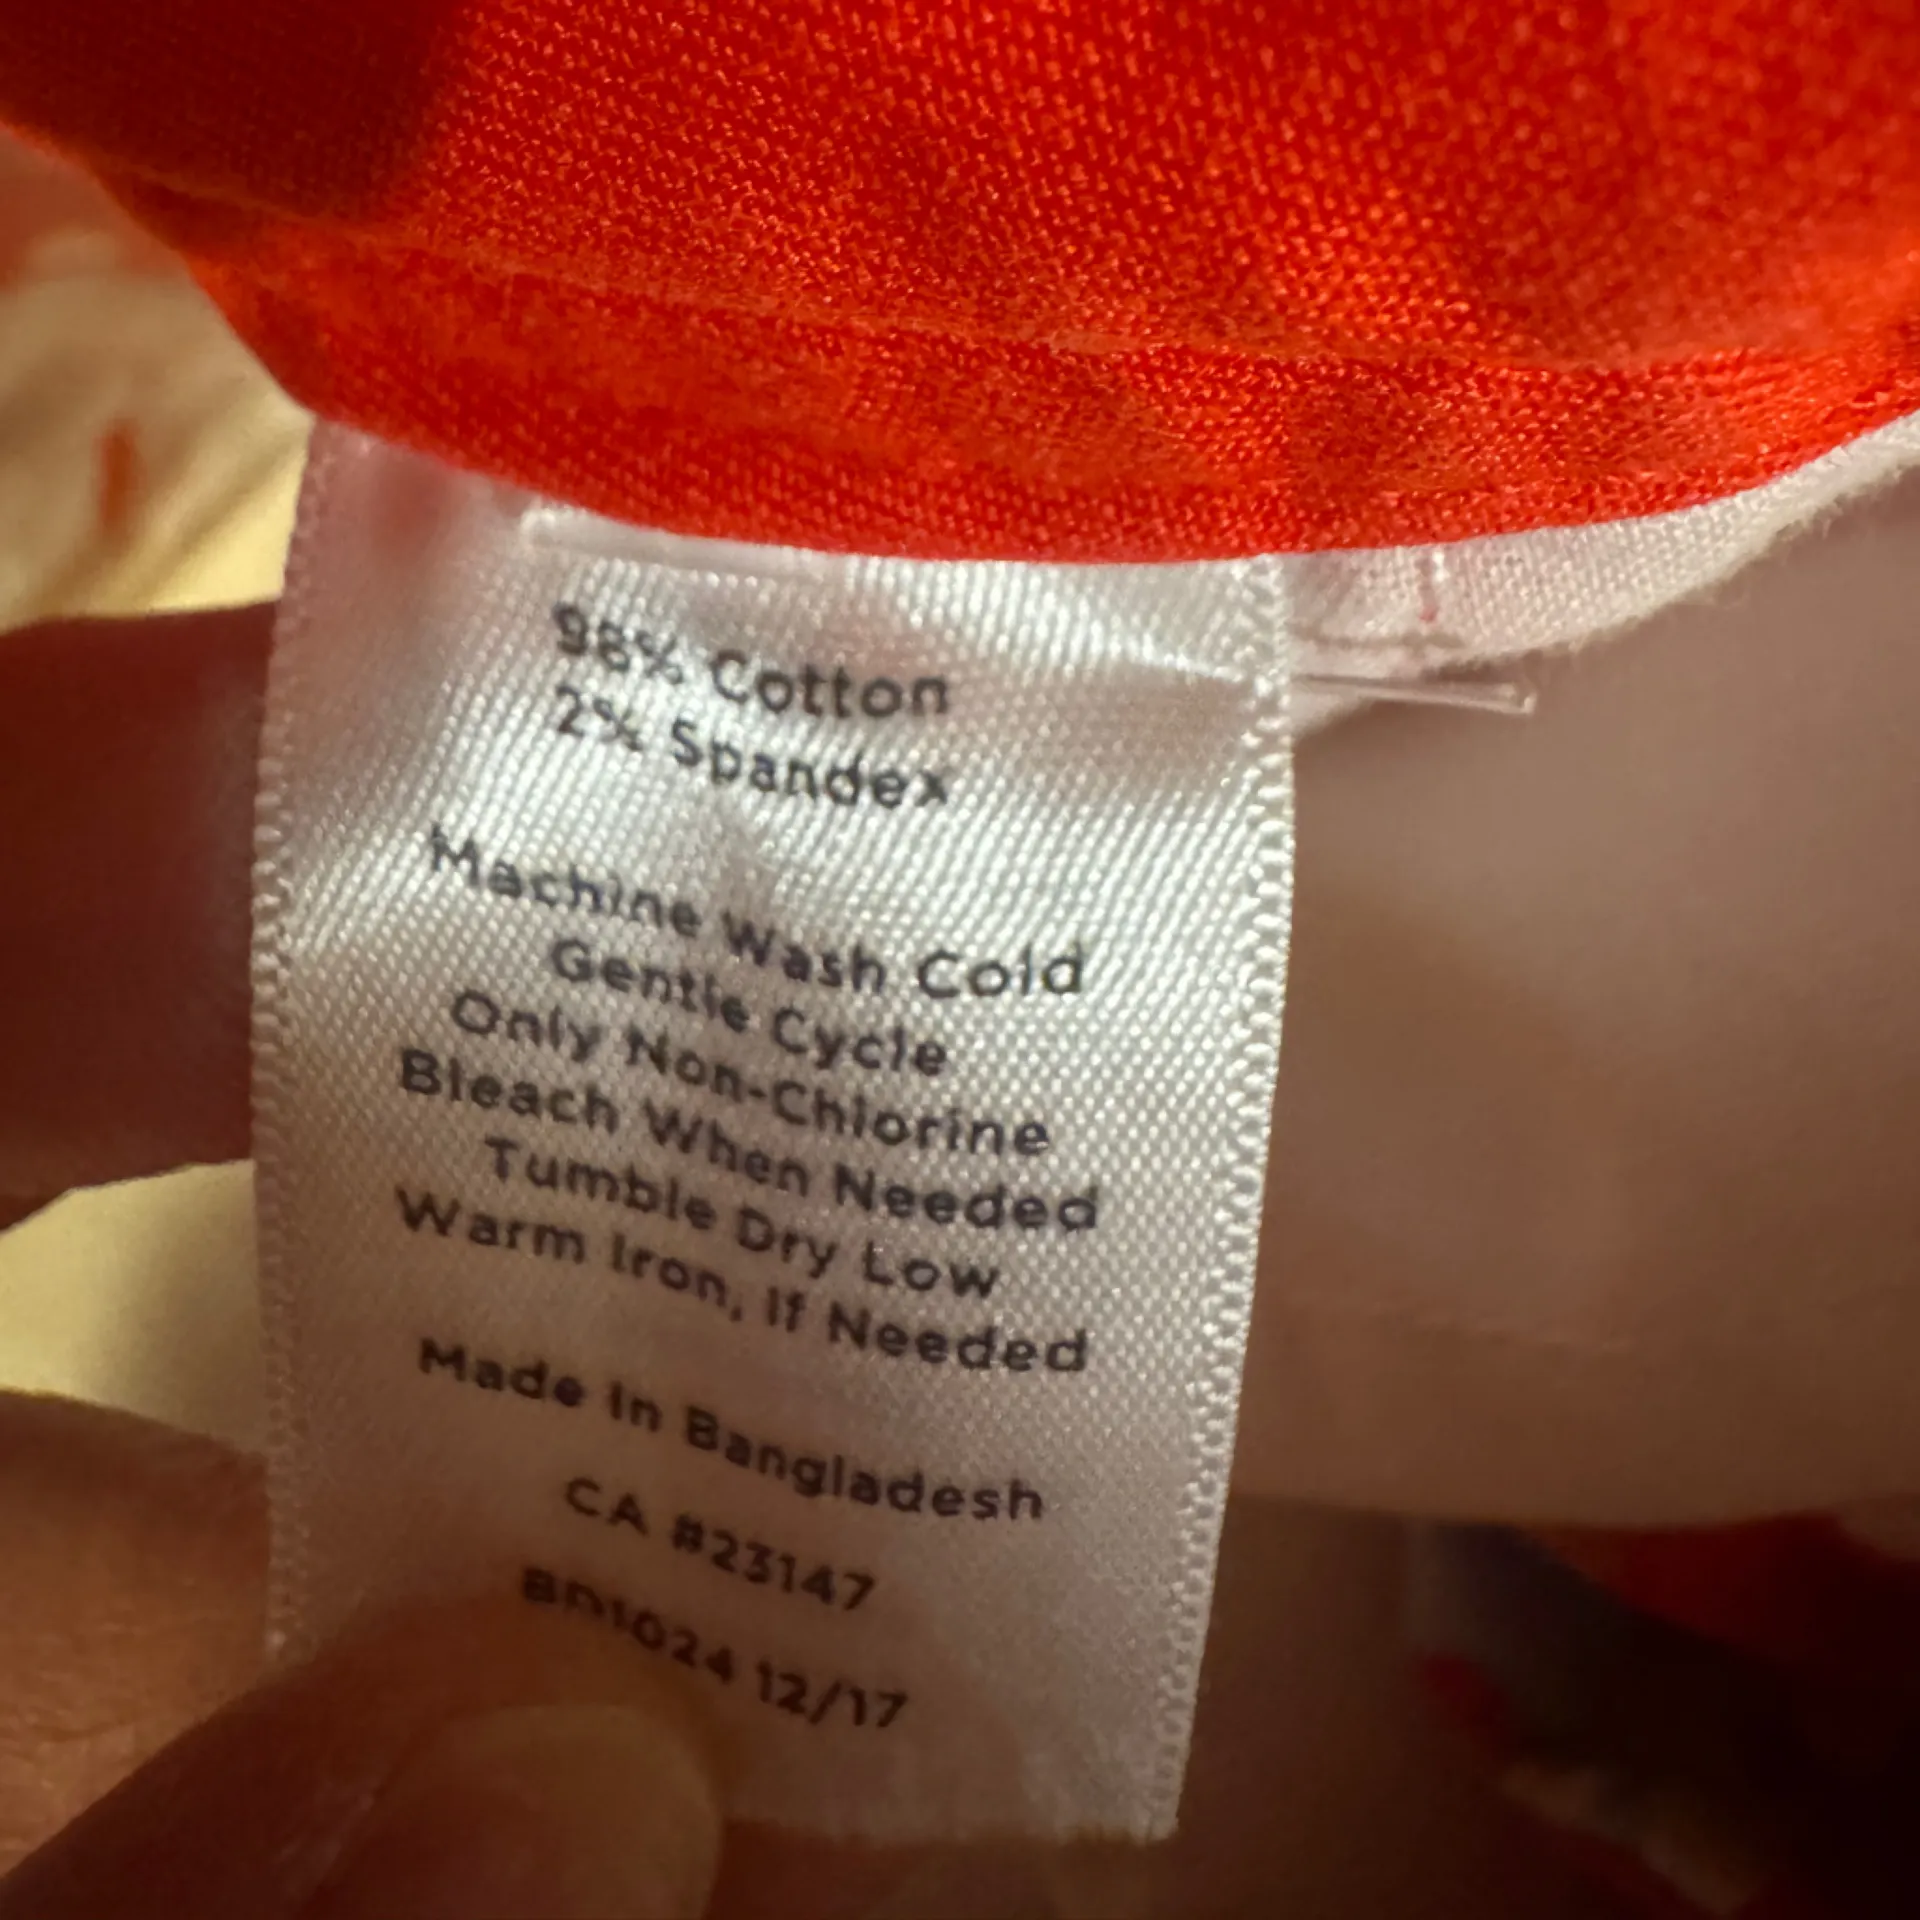 98% Cotton
2% Spandex
Machine Wash Cold
Gentle Cycle
Only Non-Chlorine
Bleach When Needed
Tumble Dry Low
Warm Iron, If Needed
Made In Bangladesh
CA #23147
BD1024 12/17